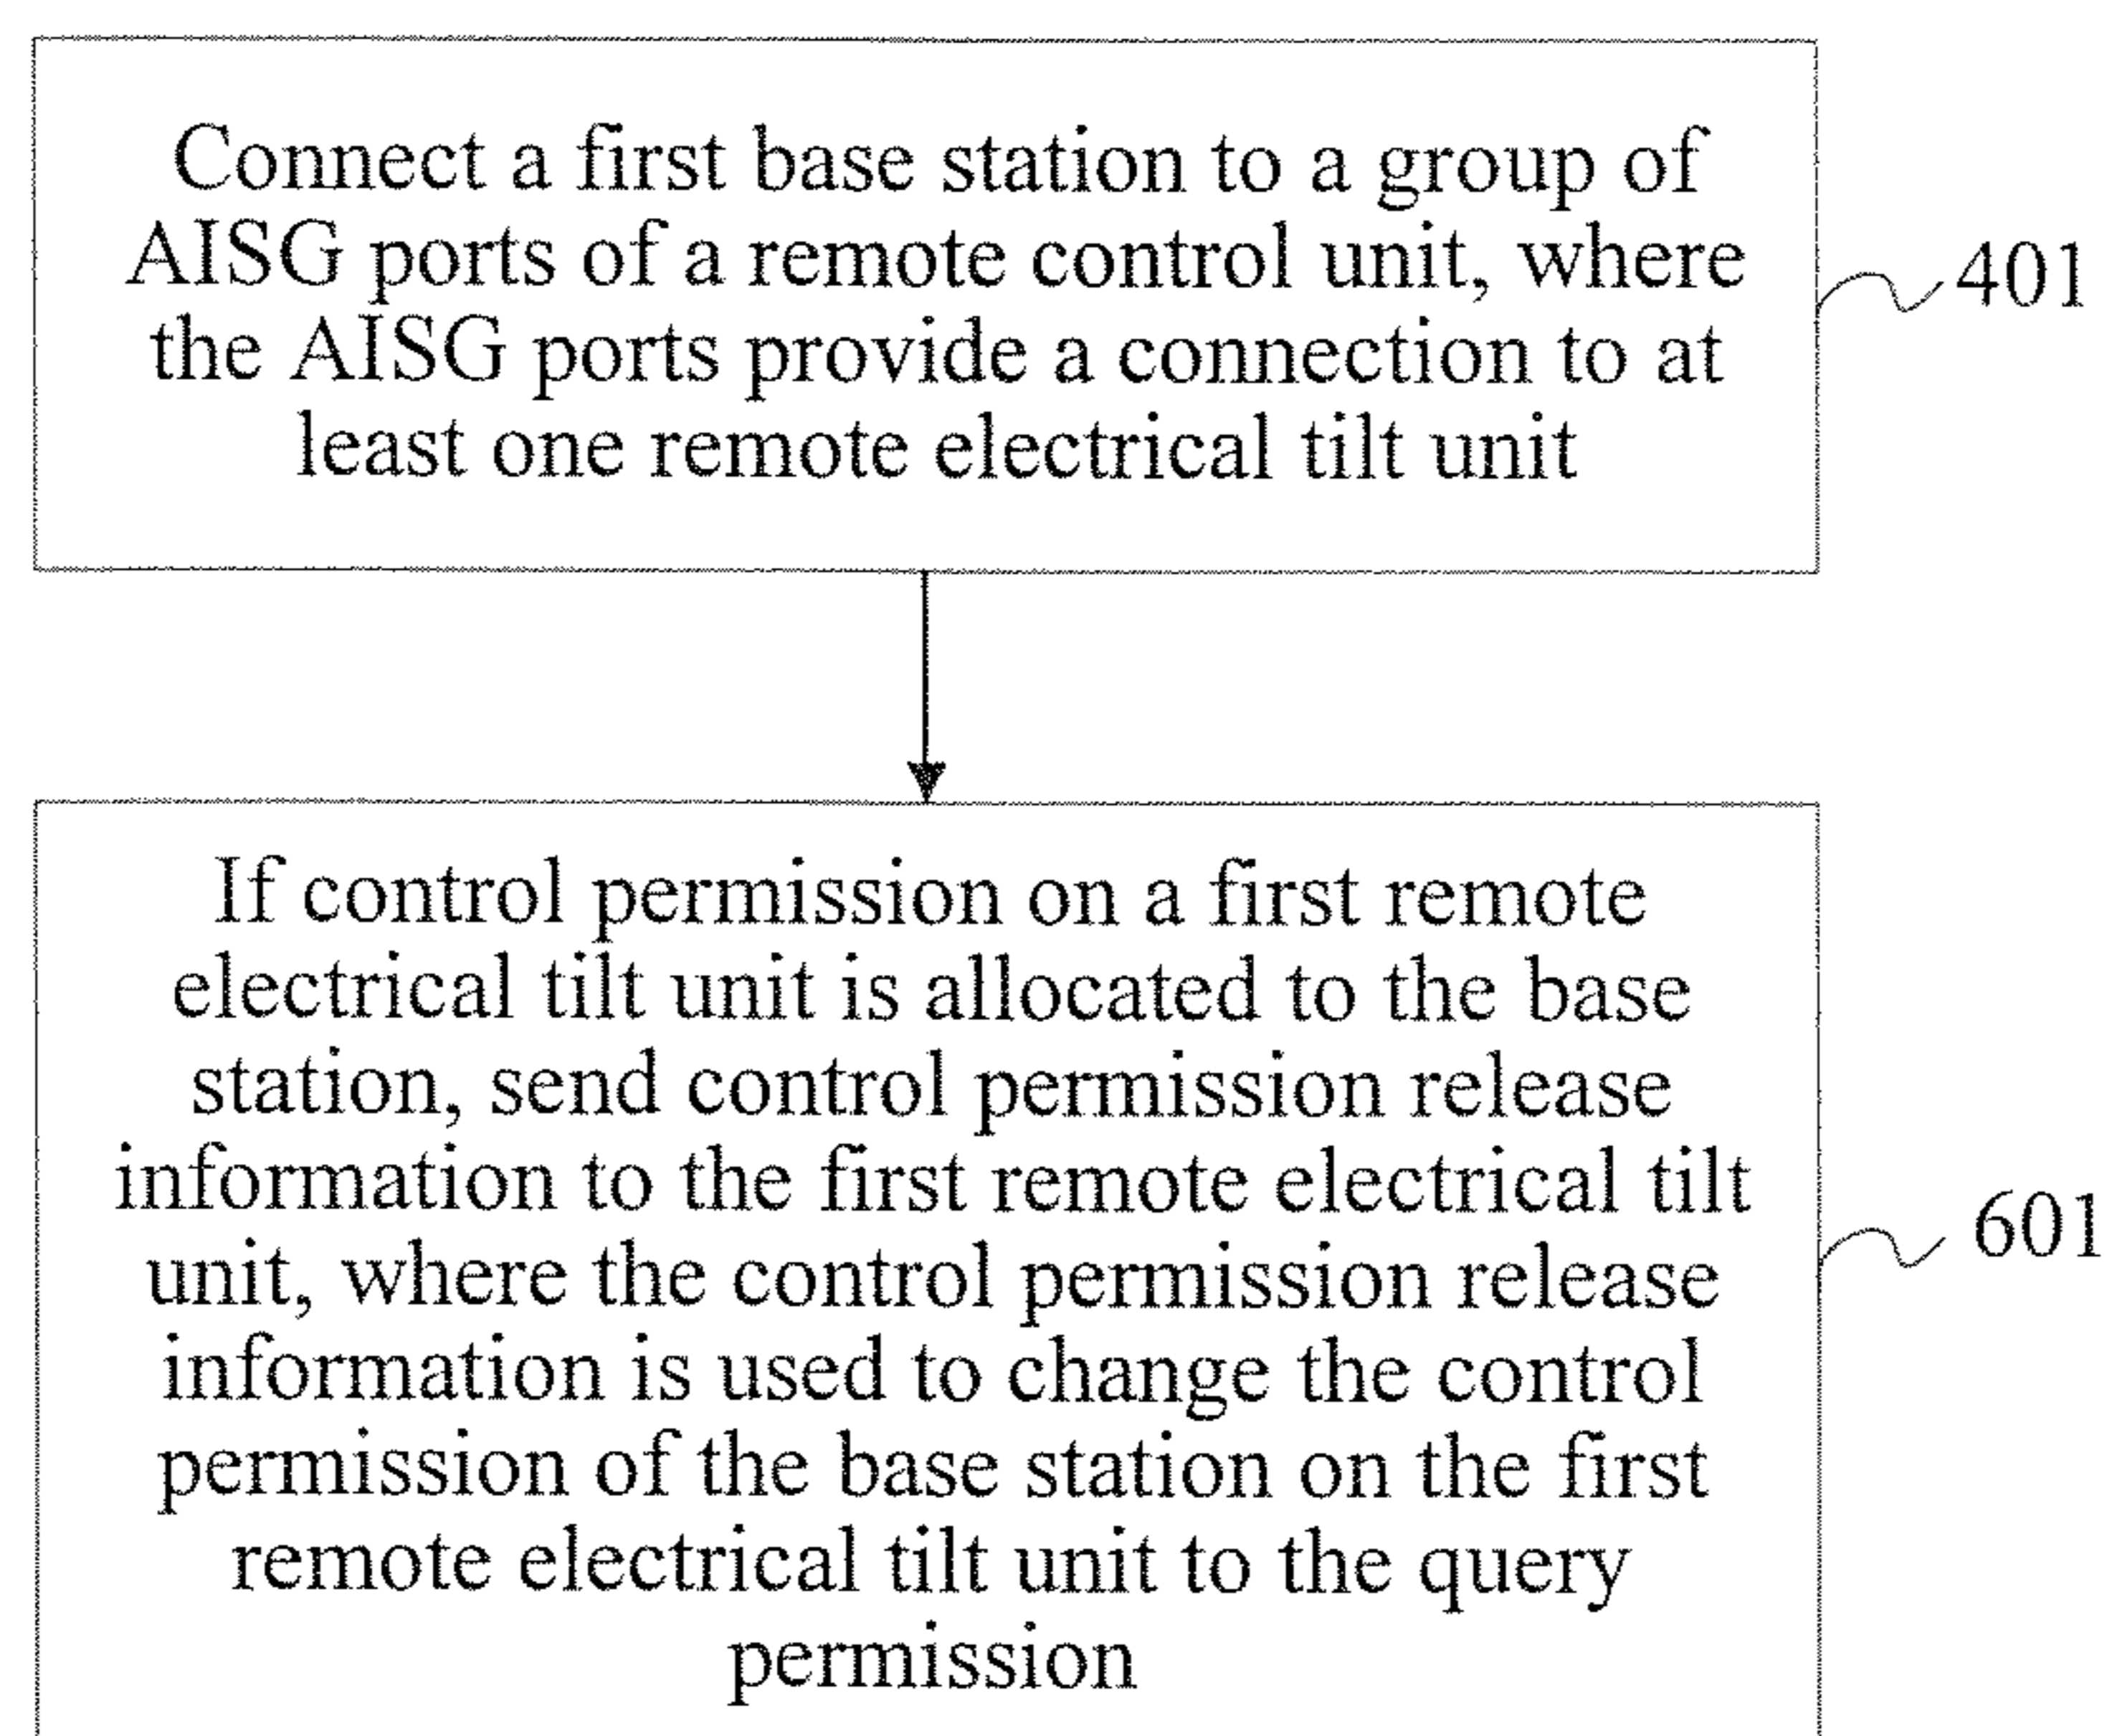 Connect a first base station to a group of
AISG ports of a remote control unit, where
the AISG ports provide a connection to at
least one remote electrical tilt unit
401
If control permission on a first remote
electrical tilt unit is allocated to the base
station, send control permission release
information to the first remote electrical tilt
unit, where the control permission release
information is used to change the control
permission of the base station on the first
remote electrical tilt unit to the query
permission
601